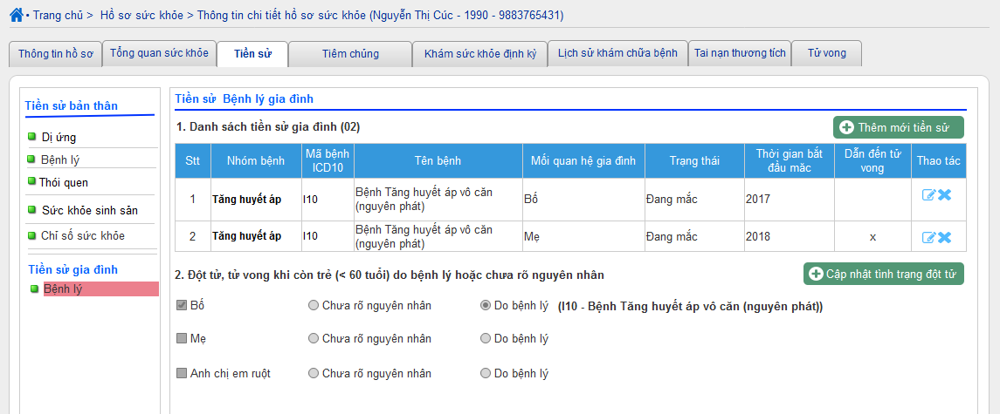 • Trang chủ > Hồ sơ sức khỏe > Thông tin chi tiết hồ sơ sức khỏe (Nguyễn Thị Cúc - 1990 - 9883765431)
Thông tin hồ sơ Tổng quan sức khỏe Tiền sử Tiêm chủng Khám sức khỏe định kỳ Lịch sử khám chữa bệnh Tai nạn thương tích Tử vong
Tiền sử bản thân
Dị ứng
Bệnh lý
Thói quen
Sức khỏe sinh sản
Chỉ số sức khỏe
Tiền sử gia đình
Bệnh lý
Tiền sử Bệnh lý gia đình
1. Danh sách tiền sử gia đình (02) Thêm mới tiền sử
Stt Nhóm bệnh Mã bệnh ICD10 Tên bệnh Mối quan hệ gia đình Trạng thái Thời gian bắt đầu mắc Dẫn đến tử vong Thao tác
1 Tăng huyết áp I10 Bệnh Tăng huyết áp vô căn (nguyên phát) Bố Đang mắc 2017
2 Tăng huyết áp I10 Bệnh Tăng huyết áp vô căn (nguyên phát) Mẹ Đang mắc 2018 x
2. Đột tử, tử vong khi còn trẻ (< 60 tuổi) do bệnh lý hoặc chưa rõ nguyên nhân Cập nhật tình trạng đột tử
Bố Chưa rõ nguyên nhân Do bệnh lý (I10 - Bệnh Tăng huyết áp vô căn (nguyên phát))
Mẹ Chưa rõ nguyên nhân Do bệnh lý
Anh chị em ruột Chưa rõ nguyên nhân Do bệnh lý